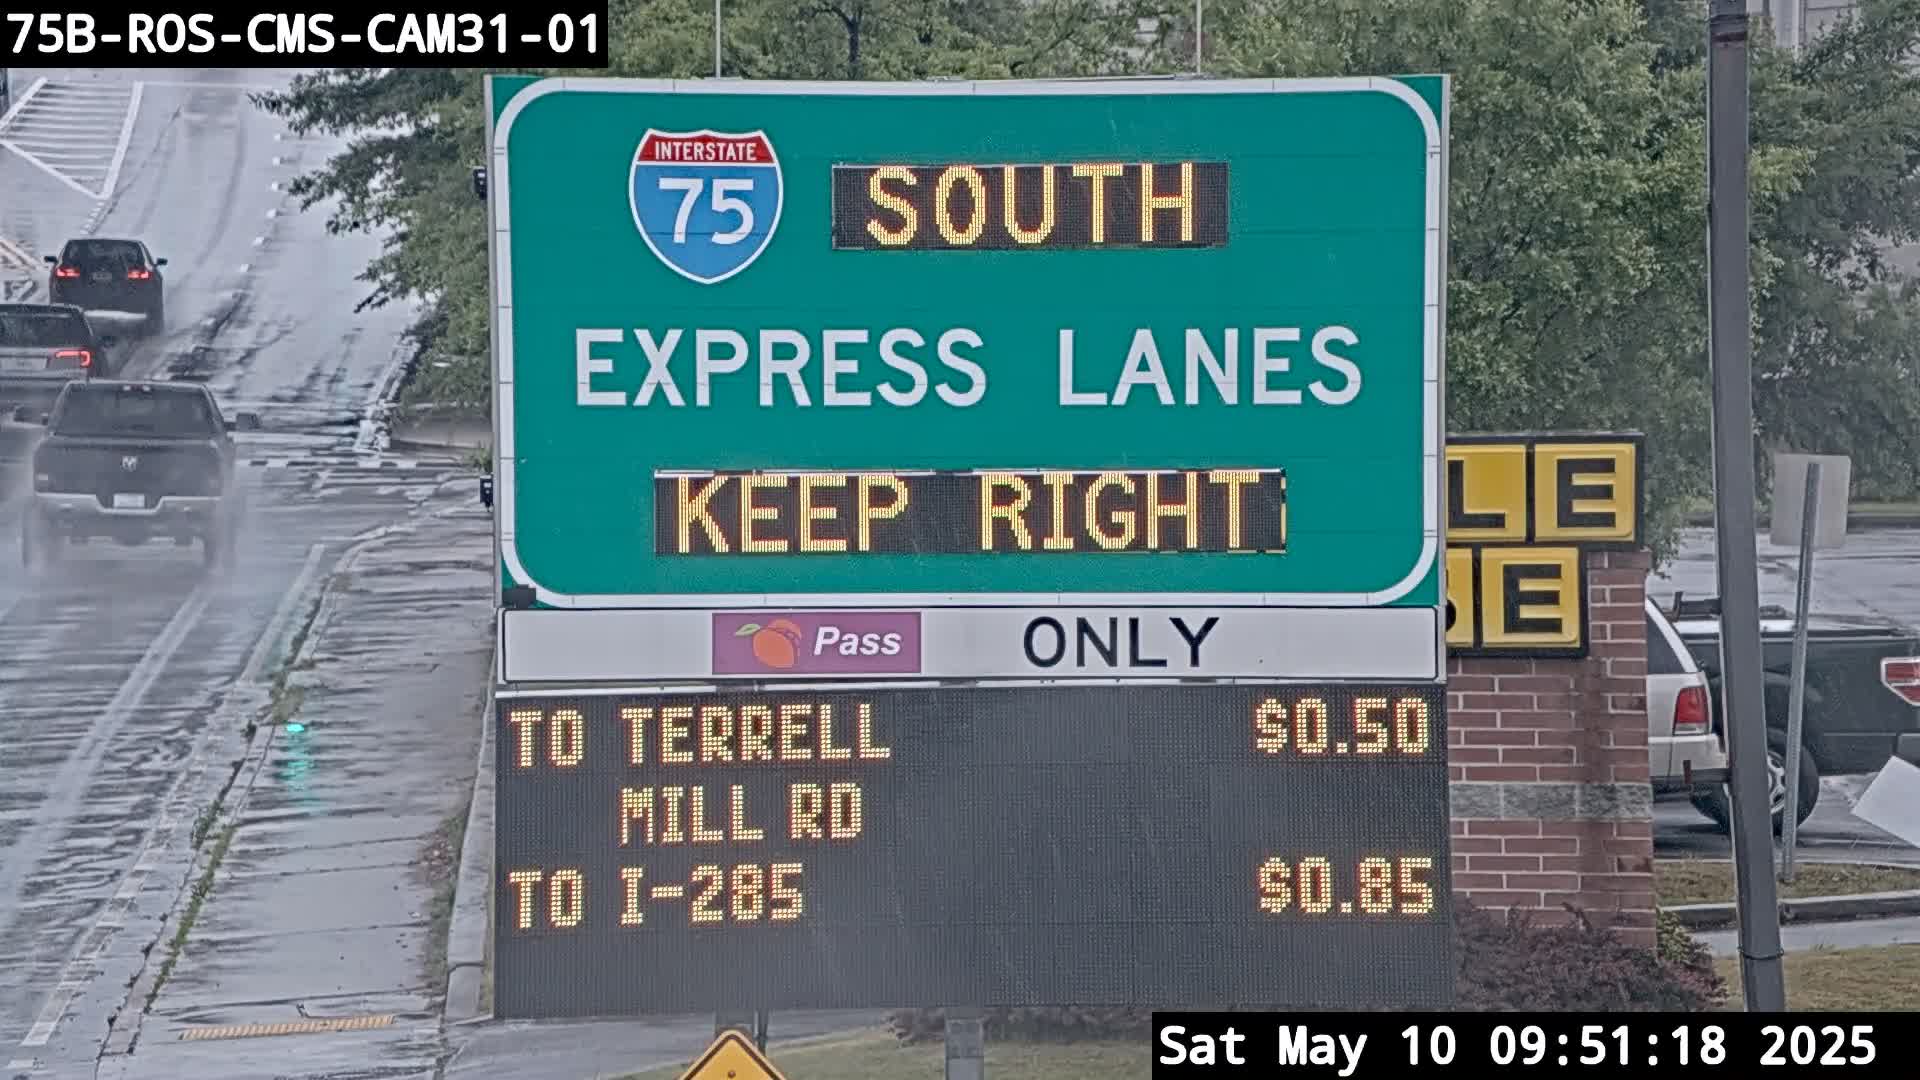 75B-ROS-CMS-CAM31-01
INTERSTATE
75
SOUTH
EXPRESS LANES
KEEP RIGHT
Pass ONLY
TO TERRELL $0.50
MILL RD
TO I-285 $0.85
LE
E
Sat May 10 09:51:18 2025